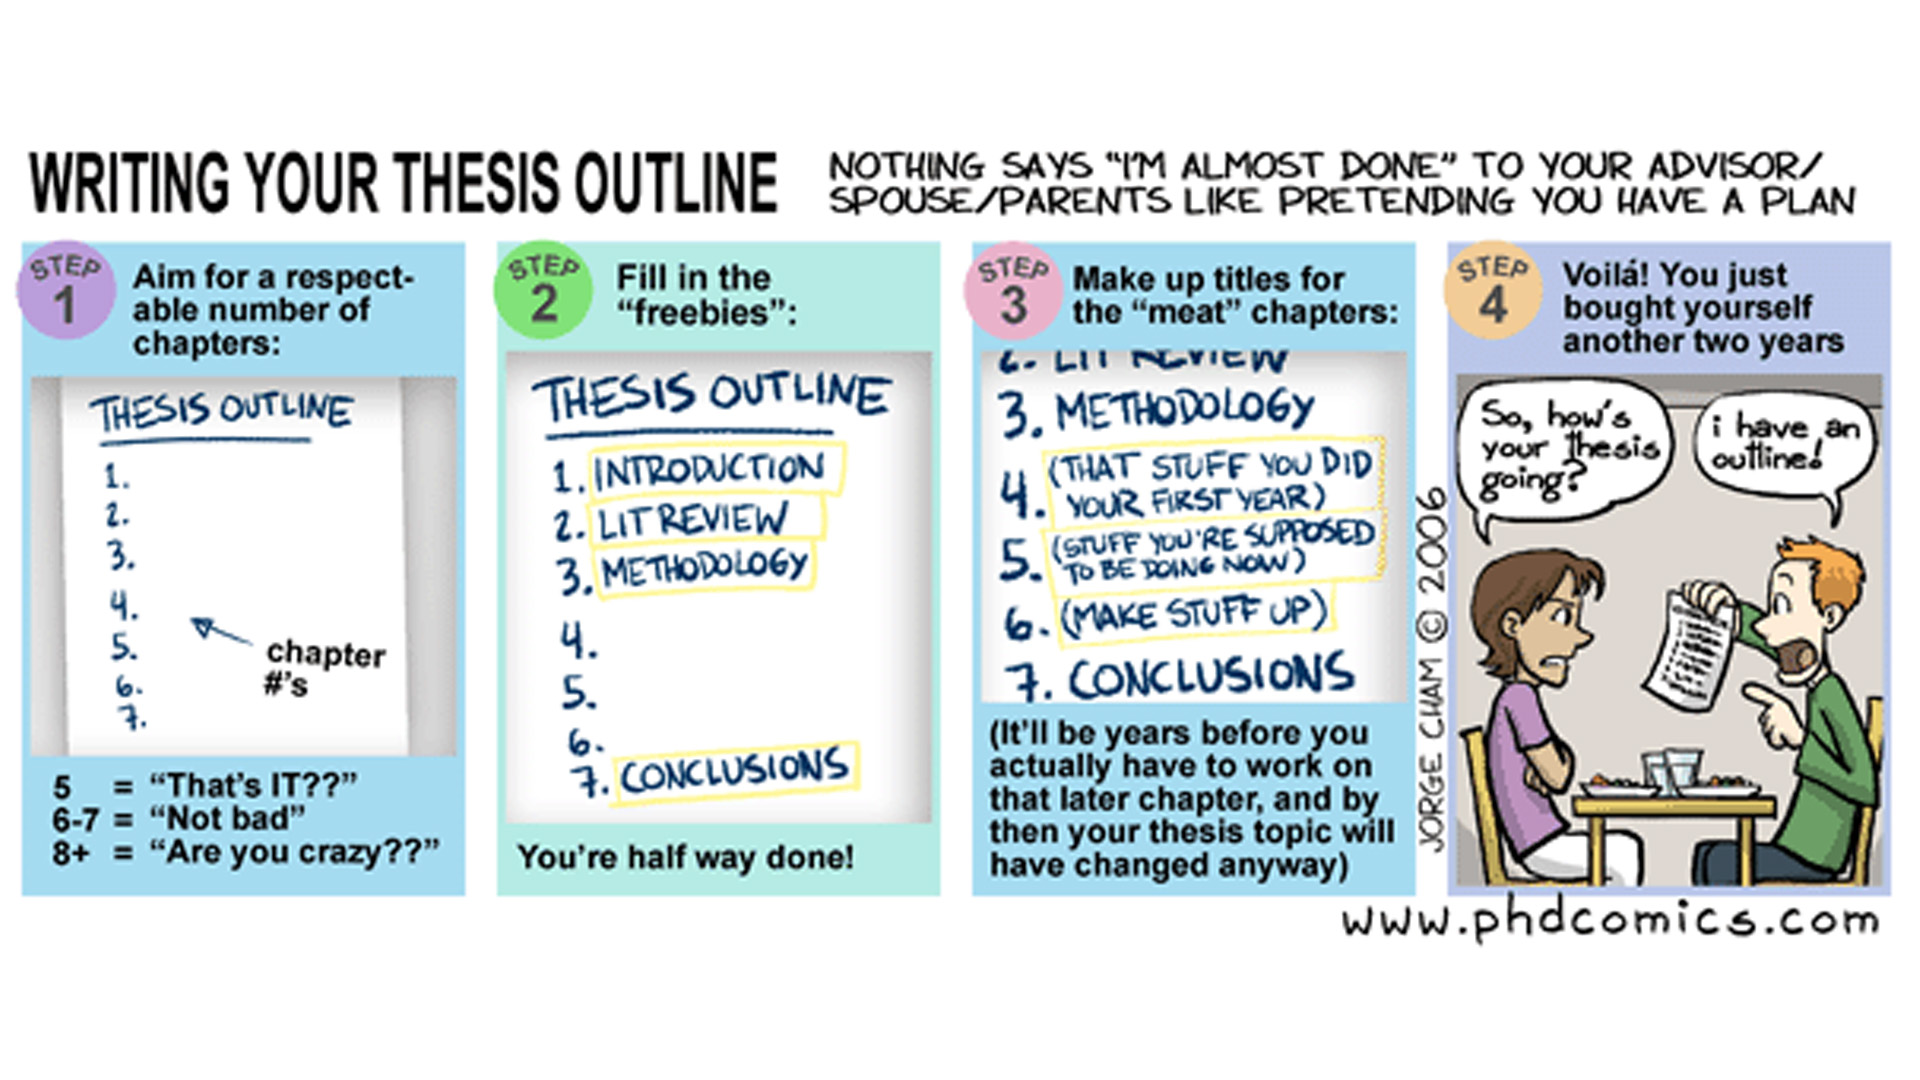 WRITING YOUR THESIS OUTLINE
NOTHING SAYS "I'M ALMOST DONE" TO YOUR ADVISOR/
SPOUSE/PARENTS LIKE PRETENDING YOU HAVE A PLAN
STEP
1
Aim for a respect-
able number of
chapters:
THESIS OUTLINE
1.
2.
3.
4.
5.
6.
7.
chapter
#'s
5 = "That's IT??"
6-7 = "Not bad"
8+ = "Are you crazy??"
STEP
2
Fill in the
"freebies":
THESIS OUTLINE
1. INTRODUCTION
2. LIT REVIEW
3. METHODOLOGY
4.
5.
6.
7. CONCLUSIONS
You're half way done!
STEP
3
Make up titles for
the "meat" chapters:
2. LIT REVIEW
3. METHODOLOGY
4. (THAT STUFF YOU DID
YOUR FIRST YEAR)
5. (STUFF YOU'RE SUPPOSED
TO BE DOING NOW)
6. (MAKE STUFF UP)
7. CONCLUSIONS
(It'll be years before you
actually have to work on
that later chapter, and by
then your thesis topic will
have changed anyway)
JORGE CHAM © 2006
STEP
4
Voilá! You just
bought yourself
another two years
So, how's
your thesis
going?
i have an
outline!
www.phdcomics.com